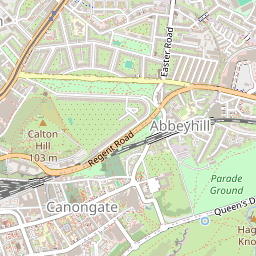 Easter Road
Abbeyhill
Calton
Hill
103 m
Regent Road
Parade
Ground
Canongate
Queen's D
Hag
Kno